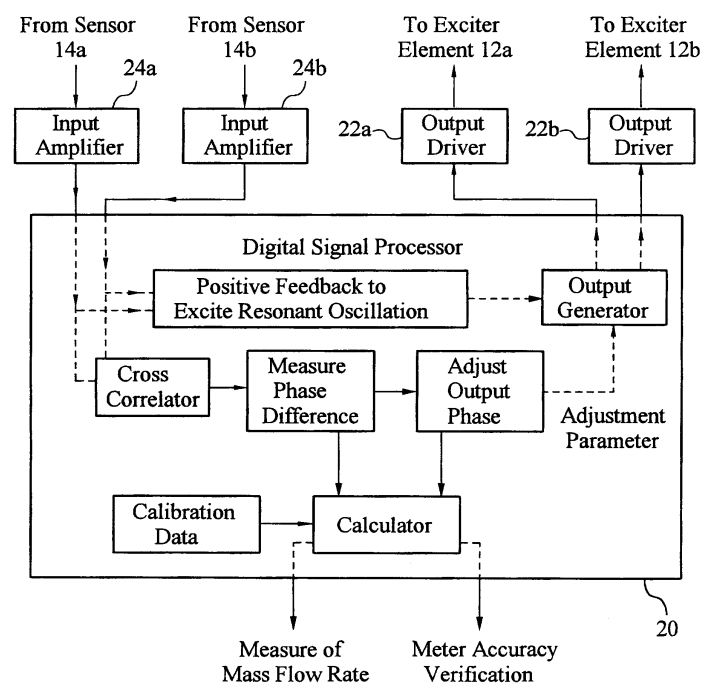 From Sensor
14a
From Sensor
14b
To Exciter
Element 12a
To Exciter
Element 12b
24a
24b
Input
Amplifier
Input
Amplifier
22a
Output
Driver
22b
Output
Driver
Digital Signal Processor
Positive Feedback to
Excite Resonant Oscillation
Output
Generator
Cross
Correlator
Measure
Phase
Difference
Adjust
Output
Phase
Adjustment
Parameter
Calibration
Data
Calculator
20
Measure of
Mass Flow Rate
Meter Accuracy
Verification